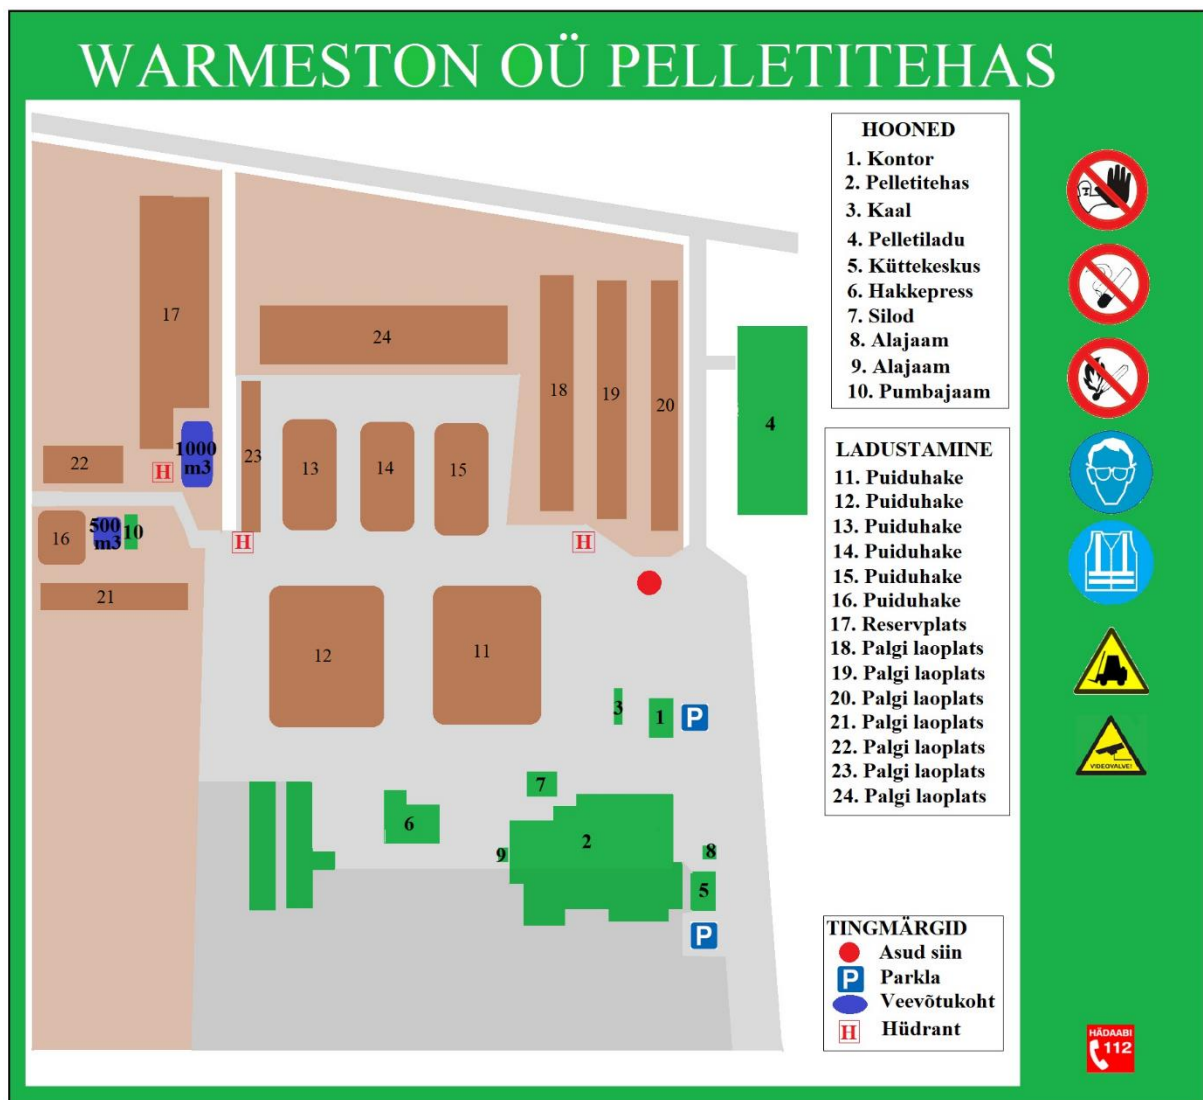 WARMESTON OÜ PELLETITEHAS
HOONED
1. Kontor
2. Pelletitehas
3. Kaal
4. Pelletiladu
5. Küttekeskus
6. Hakkepress
7. Silod
8. Alajaam
9. Alajaam
10. Pumbajaam
LADUSTAMINE
11. Puiduhake
12. Puiduhake
13. Puiduhake
14. Puiduhake
15. Puiduhake
16. Puiduhake
17. Reservplats
18. Palgi laoplats
19. Palgi laoplats
20. Palgi laoplats
21. Palgi laoplats
22. Palgi laoplats
23. Palgi laoplats
24. Palgi laoplats
TINGMÄRGID
Asud siin
P Parkla
Veevõtukoht
H Hüdrant
17
24
18
19
20
4
1000
m3
22
H
23
13
14
15
16
500
m3
10
H
H
21
12
11
3
1
P
7
6
2
9
8
5
P
VIDEOVALVE!
HÄDAABI
112